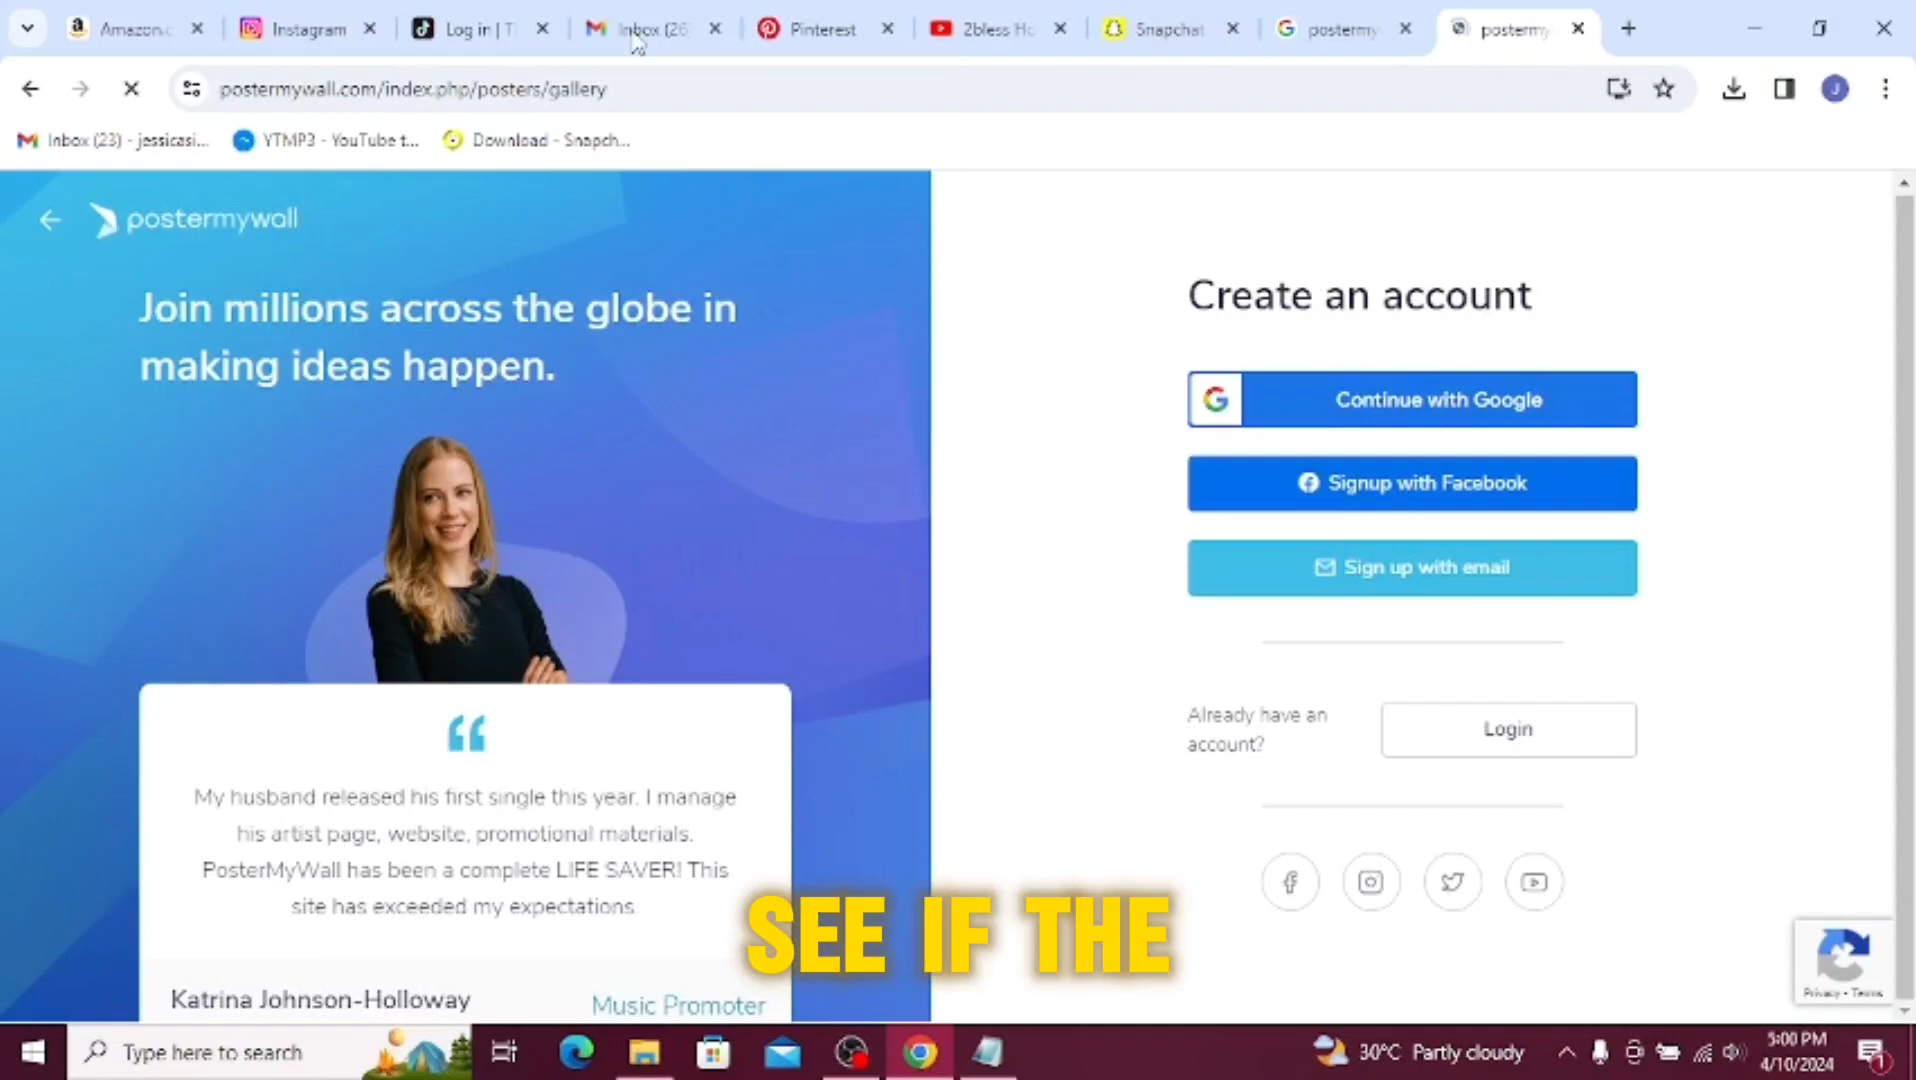 Amazon.c
Instagram
Log in | T
Inbox (26
Pinterest
2bless Ho
Snapchat
postermy
postermy
postermywall.com/index.php/posters/gallery
J
Inbox (23) - jessicasi...
YTMP3 - YouTube t...
Download - Snapch...
postermywall
Join millions across the globe in
making ideas happen.
My husband released his first single this year. I manage
his artist page, website, promotional materials.
PosterMyWall has been a complete LIFE SAVER! This
site has exceeded my expectations.
Katrina Johnson-Holloway
Music Promoter
Create an account
Continue with Google
Signup with Facebook
Sign up with email
Already have an
account?
Login
Privacy - Terms
SEE IF THE
Type here to search
30°C Partly cloudy
5:00 PM
4/10/2024
1